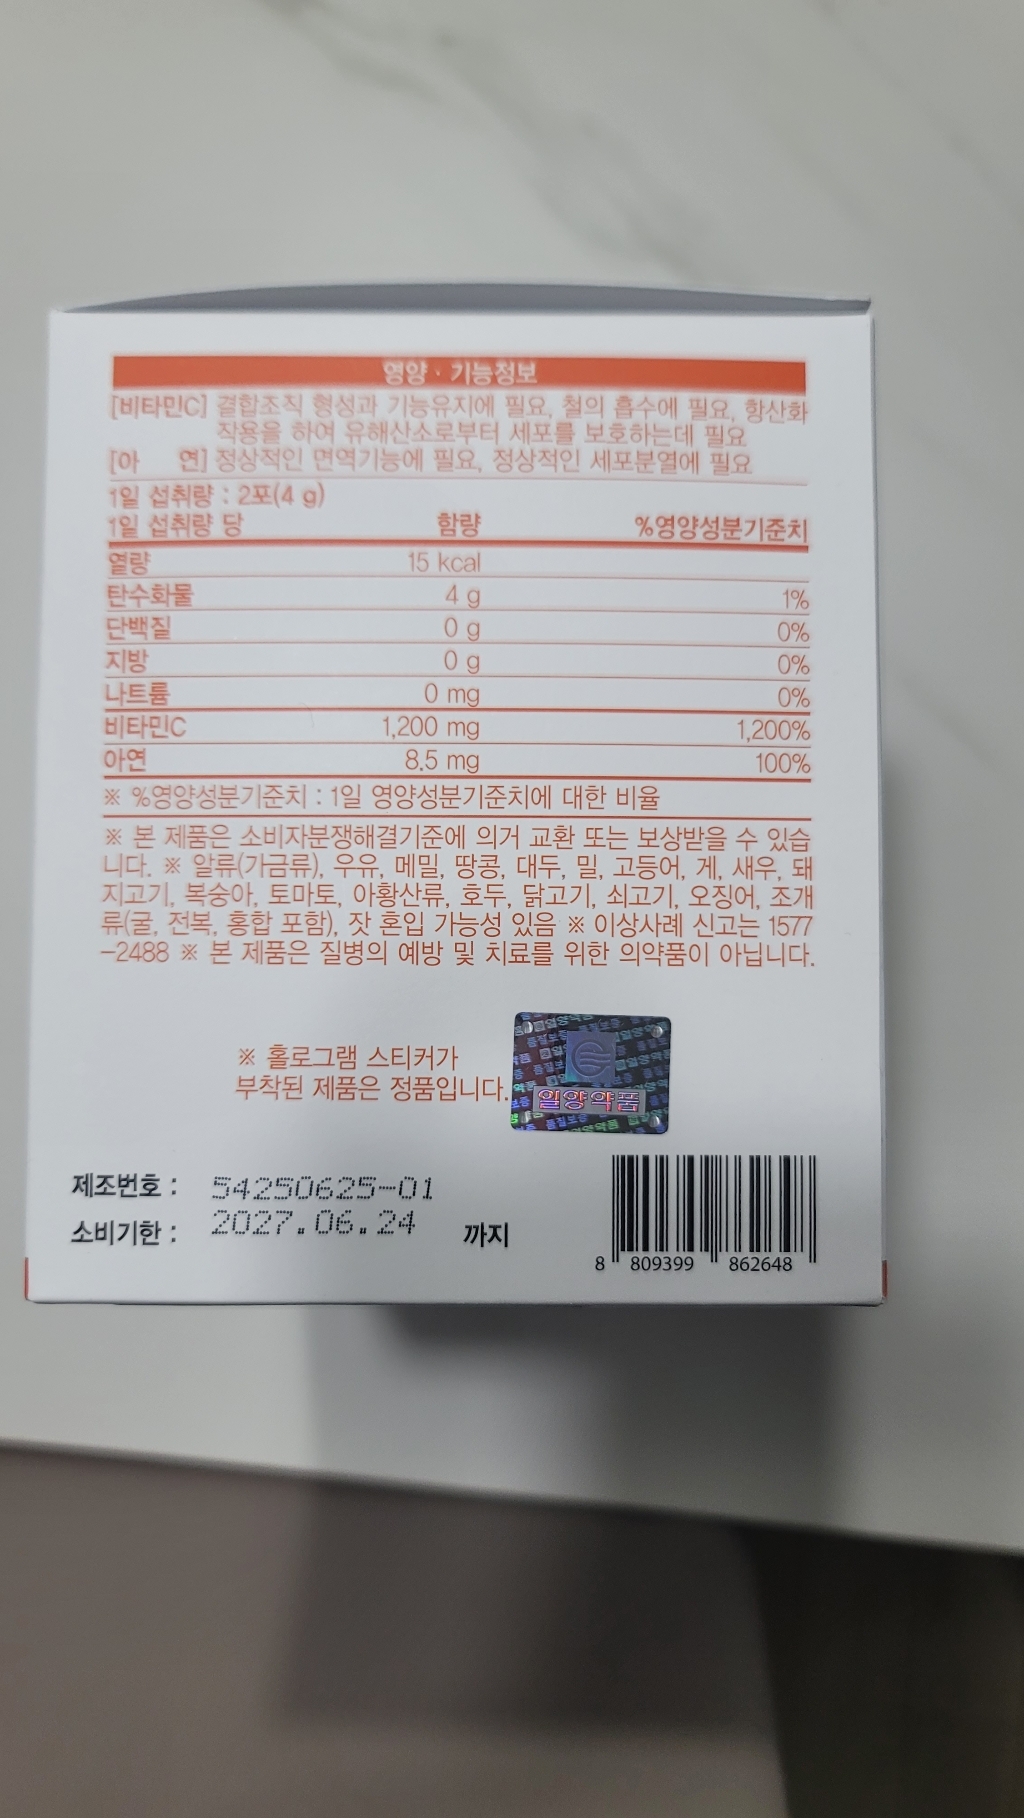 영양 · 기능정보
[비타민C] 결합조직 형성과 기능유지에 필요, 철의 흡수에 필요, 항산화
작용을 하여 유해산소로부터 세포를 보호하는데 필요
[아 연] 정상적인 면역기능에 필요, 정상적인 세포분열에 필요
1일 섭취량 : 2포(4 g)
1일 섭취량 당 함량 %영양성분기준치
열량 15 kcal
탄수화물 4 g 1%
단백질 0 g 0%
지방 0 g 0%
나트륨 0 mg 0%
비타민C 1,200 mg 1,200%
아연 8.5 mg 100%
※ %영양성분기준치 : 1일 영양성분기준치에 대한 비율
※ 본 제품은 소비자분쟁해결기준에 의거 교환 또는 보상받을 수 있습
니다. ※ 알류(가금류), 우유, 메밀, 땅콩, 대두, 밀, 고등어, 게, 새우, 돼
지고기, 복숭아, 토마토, 아황산류, 호두, 닭고기, 쇠고기, 오징어, 조개
류(굴, 전복, 홍합 포함), 잣 혼입 가능성 있음 ※ 이상사례 신고는 1577
-2488 ※ 본 제품은 질병의 예방 및 치료를 위한 의약품이 아닙니다.
※ 홀로그램 스티커가
부착된 제품은 정품입니다.
일양약품
제조번호 : 54250625-01
소비기한 : 2027.06.24 까지
8 809399 862648